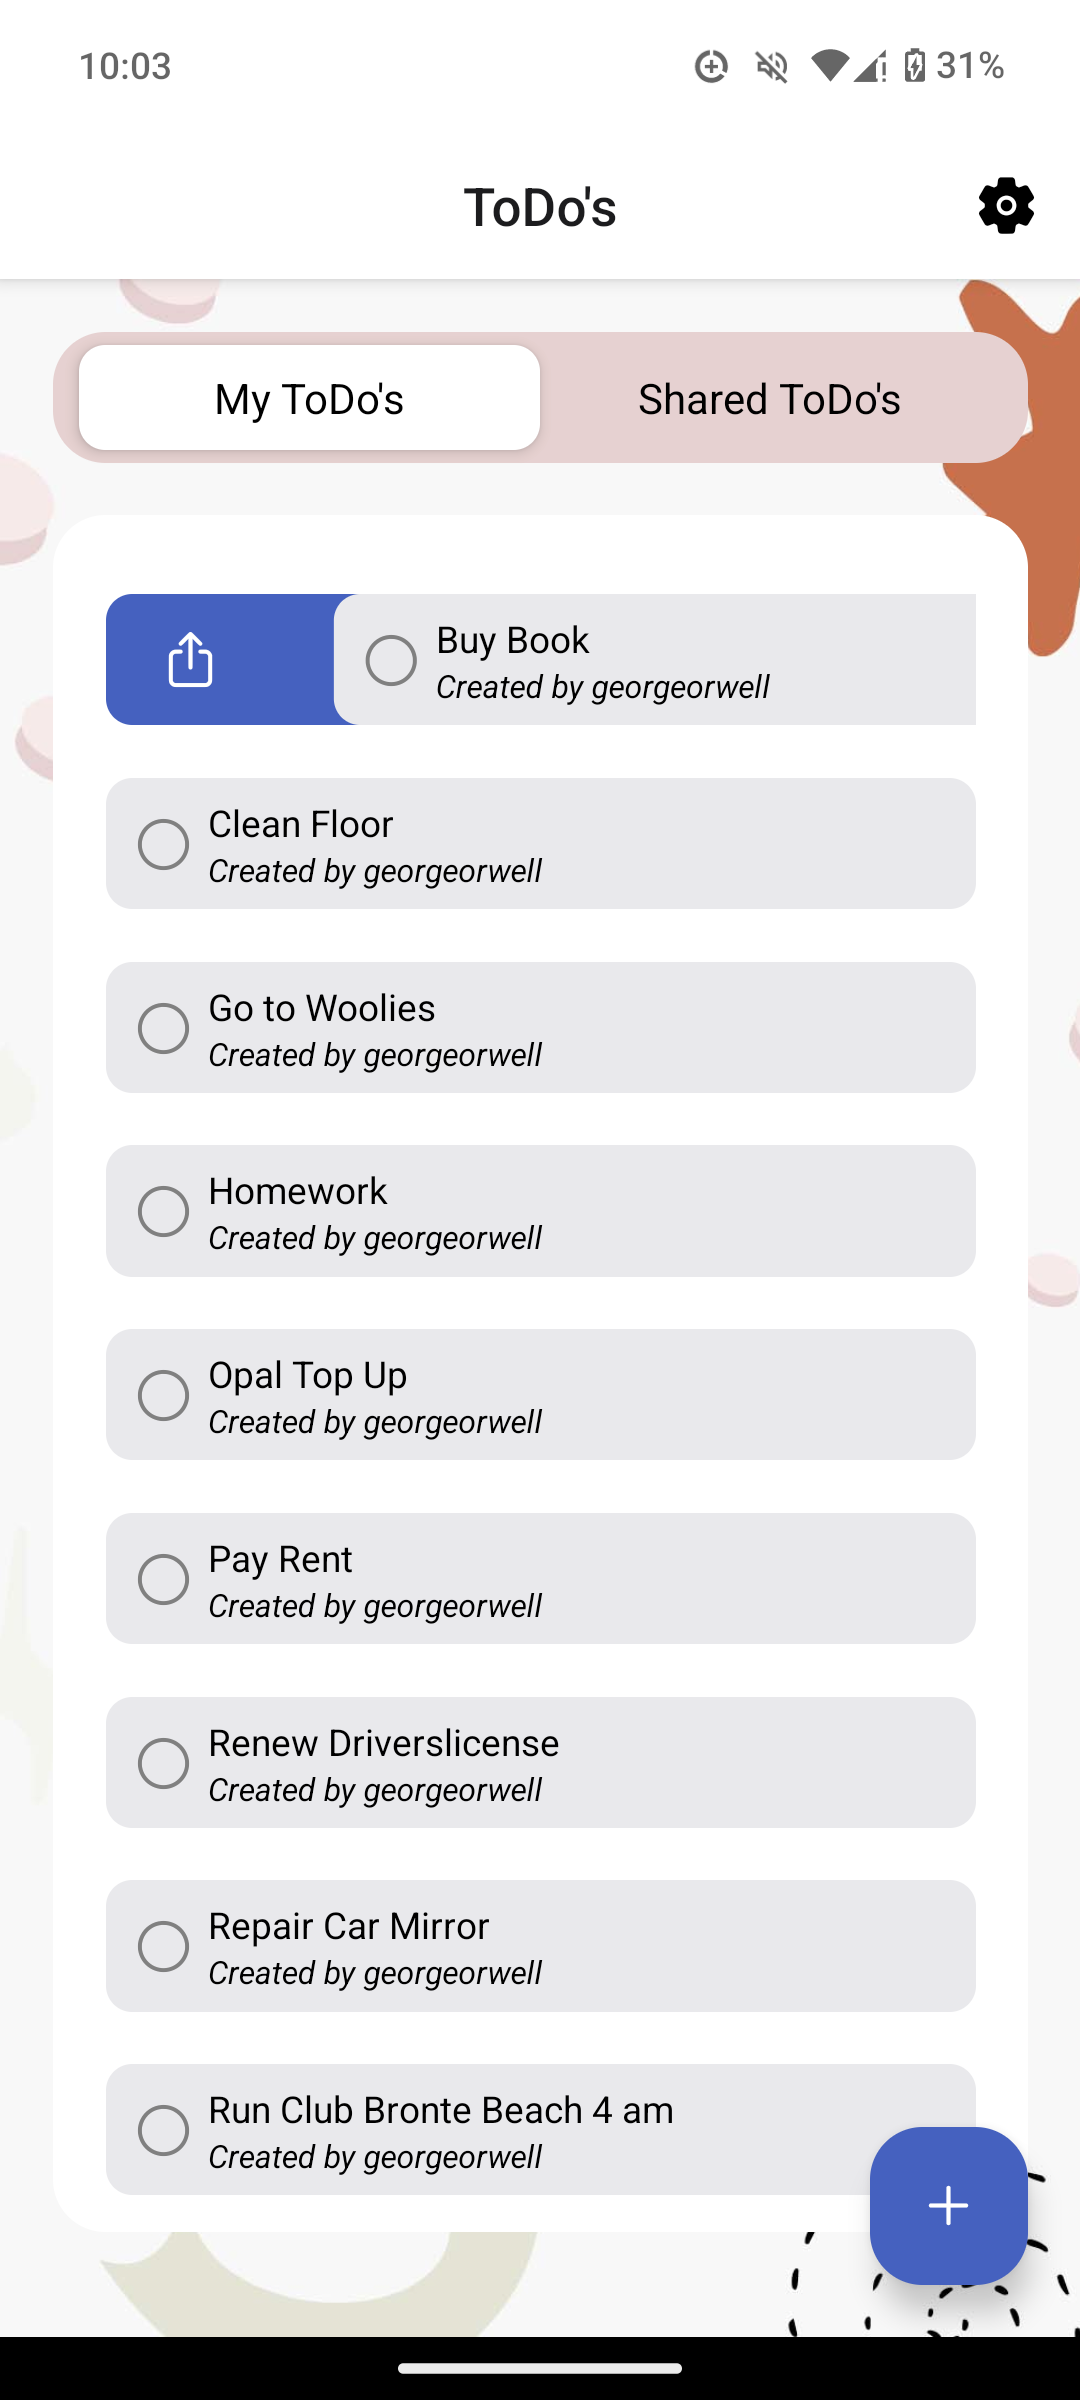 10:03
31%
ToDo's
My ToDo's
Shared ToDo's
Buy Book
Created by georgeorwell
Clean Floor
Created by georgeorwell
Go to Woolies
Created by georgeorwell
Homework
Created by georgeorwell
Opal Top Up
Created by georgeorwell
Pay Rent
Created by georgeorwell
Renew Driverslicense
Created by georgeorwell
Repair Car Mirror
Created by georgeorwell
Run Club Bronte Beach 4 am
Created by georgeorwell